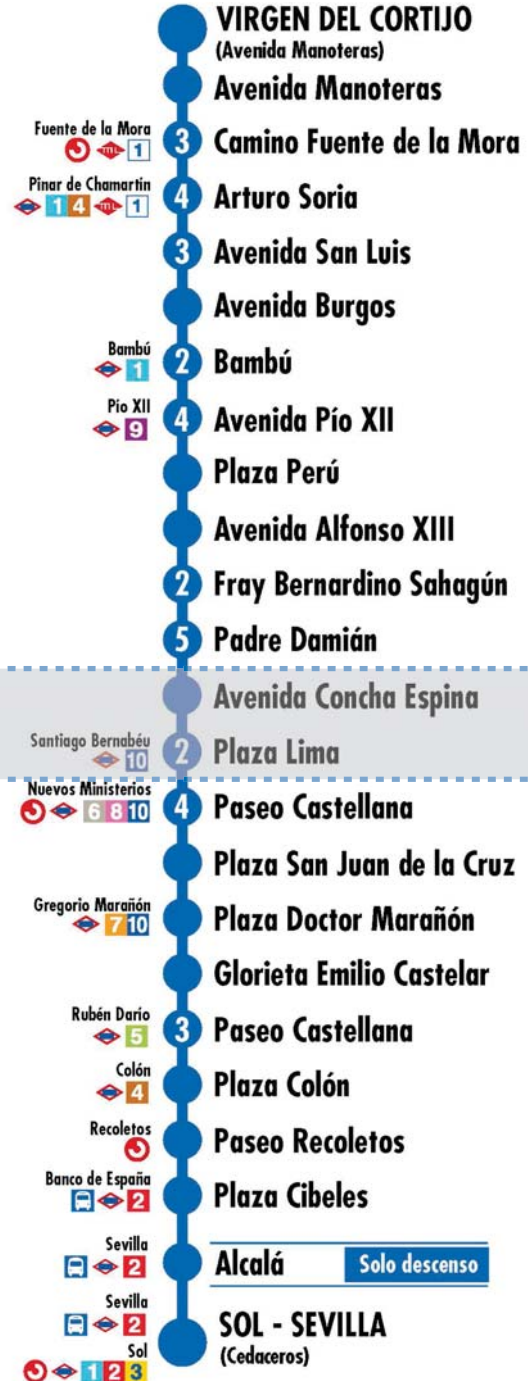 VIRGEN DEL CORTIJO
(Avenida Manoteras)
Avenida Manoteras
Fuente de la Mora
ML 1
3 Camino Fuente de la Mora
Pinar de Chamartín
1 4 ML 1
4 Arturo Soria
3 Avenida San Luis
Avenida Burgos
Bambú
1
2 Bambú
Pío XII
9
4 Avenida Pío XII
Plaza Perú
Avenida Alfonso XIII
2 Fray Bernardino Sahagún
5 Padre Damián
Avenida Concha Espina
Santiago Bernabéu
10
2 Plaza Lima
Nuevos Ministerios
6 8 10
4 Paseo Castellana
Plaza San Juan de la Cruz
Gregorio Marañón
7 10
Plaza Doctor Marañón
Glorieta Emilio Castelar
Rubén Darío
5
3 Paseo Castellana
Colón
4
Plaza Colón
Recoletos
Paseo Recoletos
Banco de España
2
Plaza Cibeles
Sevilla
2
Alcalá Solo descenso
Sevilla
2
SOL - SEVILLA
(Cedaceros)
Sol
1 2 3